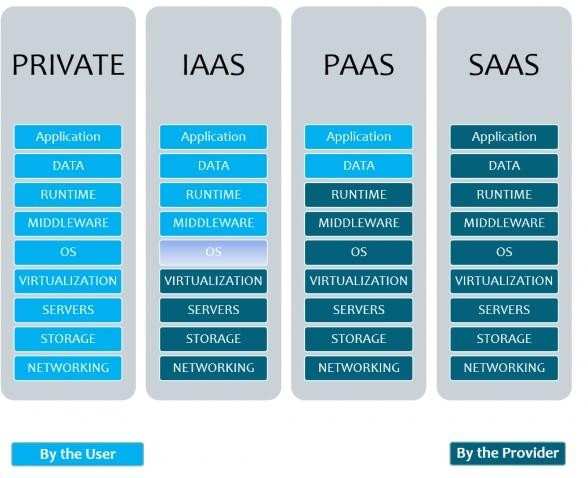 PRIVATE
Application
DATA
RUNTIME
MIDDLEWARE
OS
VIRTUALIZATION
SERVERS
STORAGE
NETWORKING
IAAS
Application
DATA
RUNTIME
MIDDLEWARE
OS
VIRTUALIZATION
SERVERS
STORAGE
NETWORKING
PAAS
Application
DATA
RUNTIME
MIDDLEWARE
OS
VIRTUALIZATION
SERVERS
STORAGE
NETWORKING
SAAS
Application
DATA
RUNTIME
MIDDLEWARE
OS
VIRTUALIZATION
SERVERS
STORAGE
NETWORKING
By the User
By the Provider